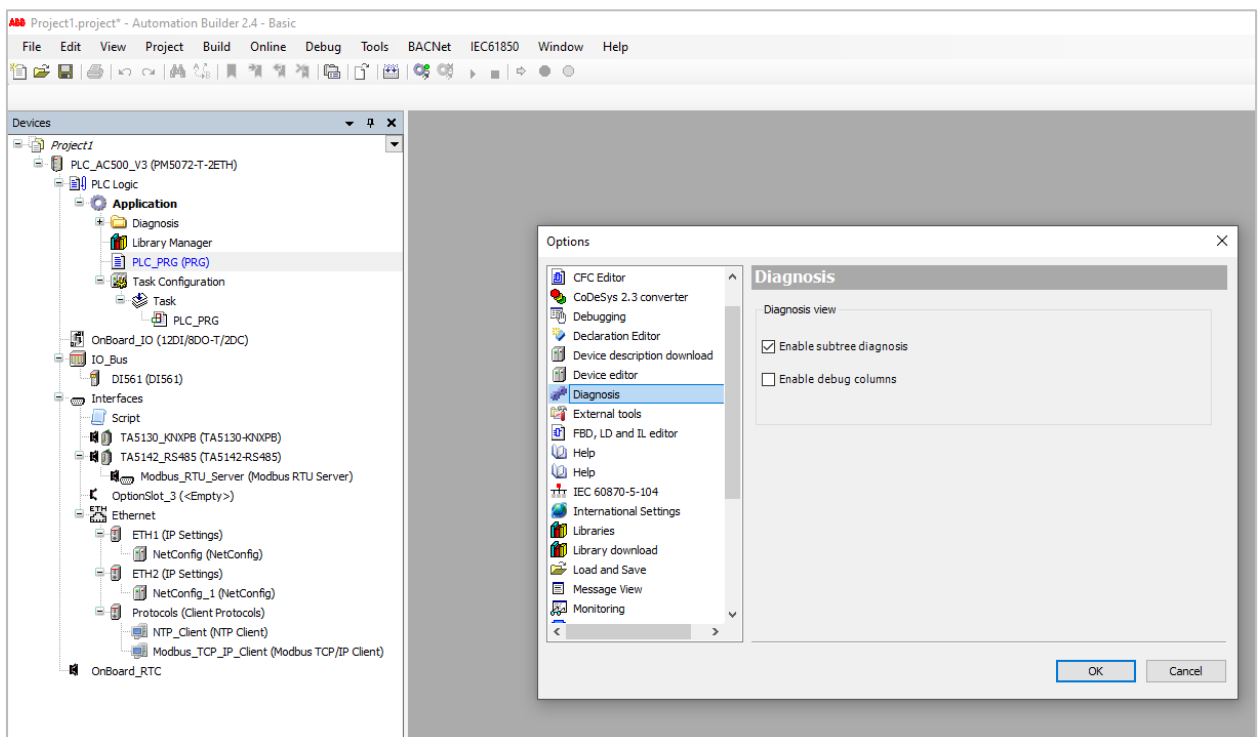 ABB Project1.project* - Automation Builder 2.4 - Basic
File Edit View Project Build Online Debug Tools BACNet IEC61850 Window Help
Devices
Project1
PLC_AC500_V3 (PM5072-T-2ETH)
PLC Logic
Application
Diagnosis
Library Manager
PLC_PRG (PRG)
Task Configuration
Task
PLC_PRG
OnBoard_IO (12DI/8DO-T/2DC)
IO_Bus
DI561 (DI561)
Interfaces
Script
TA5130_KNXPB (TA5130-KNXPB)
TA5142_RS485 (TA5142-RS485)
Modbus_RTU_Server (Modbus RTU Server)
OptionSlot_3 (<Empty>)
ETH Ethernet
ETH1 (IP Settings)
NetConfig (NetConfig)
ETH2 (IP Settings)
NetConfig_1 (NetConfig)
Protocols (Client Protocols)
NTP_Client (NTP Client)
Modbus_TCP_IP_Client (Modbus TCP/IP Client)
OnBoard_RTC
Options
CFC Editor
CoDeSys 2.3 converter
Debugging
Declaration Editor
Device description download
Device editor
Diagnosis
External tools
FBD, LD and IL editor
Help
Help
IEC 60870-5-104
International Settings
Libraries
Library download
Load and Save
Message View
Monitoring
Diagnosis
Diagnosis view
Enable subtree diagnosis
Enable debug columns
OK Cancel